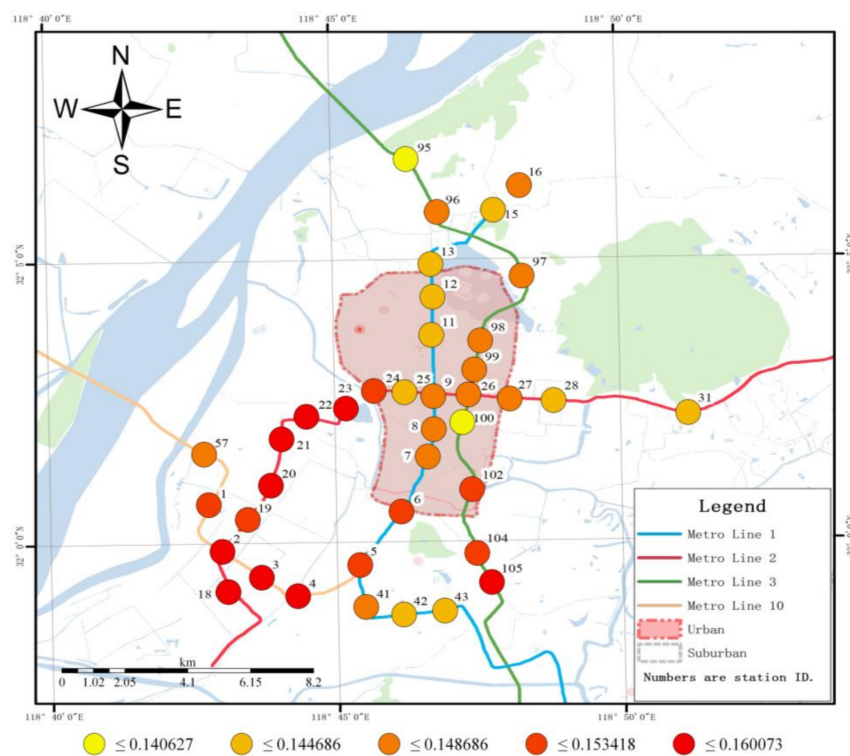 118° 40′0″E
118° 45′0″E
118° 50′0″E
N
W
E
S
95
16
96
15
13
97
32° 5′0″N
12
11
98
99
24
25
9
26
27
28
23
22
31
100
21
8
57
7
20
102
1
19
6
2
32° 0′0″N
5
104
3
4
105
18
41
42
43
Legend
Metro Line 1
Metro Line 2
Metro Line 3
Metro Line 10
Urban
Suburban
Numbers are station ID.
km
0 1.02 2.05 4.1 6.15 8.2
118° 40′0″E
118° 45′0″E
118° 50′0″E
≤0.140627 ≤0.144686 ≤0.148686 ≤0.153418 ≤0.160073